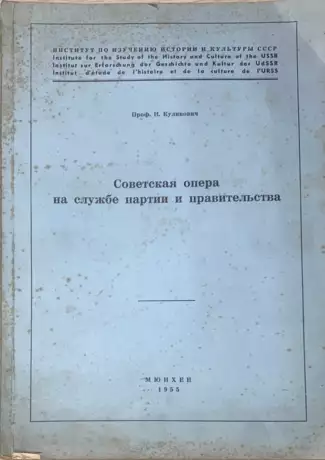 ИНСТИТУТ ПО ИЗУЧЕНИЮ ИСТОРИИ И КУЛЬТУРЫ СССР
Institute for the Study of the History and Culture of the USSR
Institut zur Erforschung der Geschichte und Kultur der UdSSR
Institut d'étude de l'histoire et de la culture de l'URSS
Проф. Н. Куликович
Советская опера
на службе партии и правительства
МЮНХЕН
1953